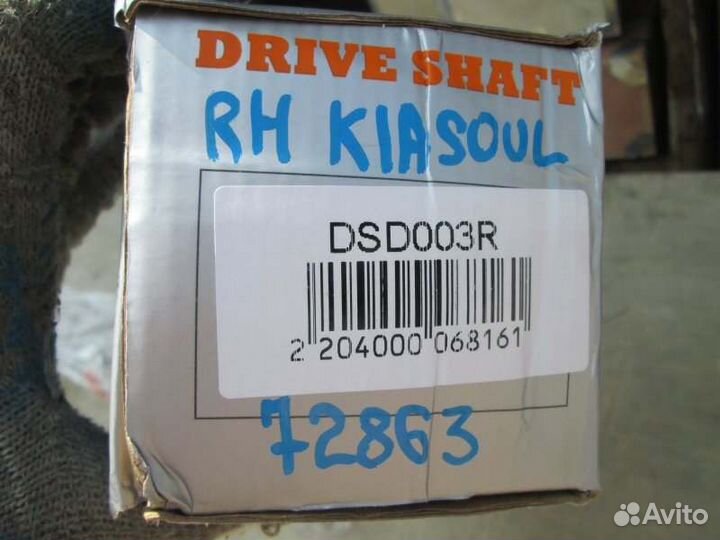 DRIVE SHAFT
RH KIASOUL
DSD003R
2 204000 068161
72863
Avito